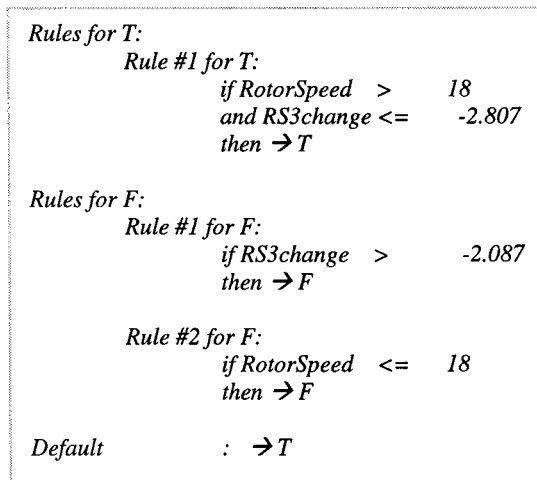 Rules for T:
Rule #1 for T:
if RotorSpeed > 18
and RS3change <= -2.807
then → T
Rules for F:
Rule #1 for F:
if RS3change > -2.087
then → F
Rule #2 for F:
if RotorSpeed <= 18
then → F
Default : → T